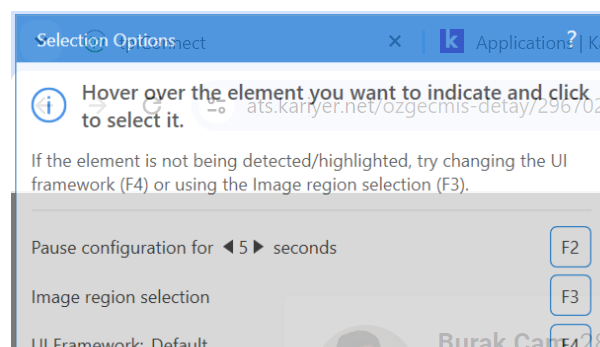 Selection Options
connect
×
Applications | K
?
Hover over the element you want to indicate and click
to select it.
ats.kariyer.net/ozgecmis-detay/296702
If the element is not being detected/highlighted, try changing the UI
framework (F4) or using the Image region selection (F3).
Pause configuration for 5 seconds
F2
Image region selection
F3
UI Framework: Default
F4
Burak Cam, 28